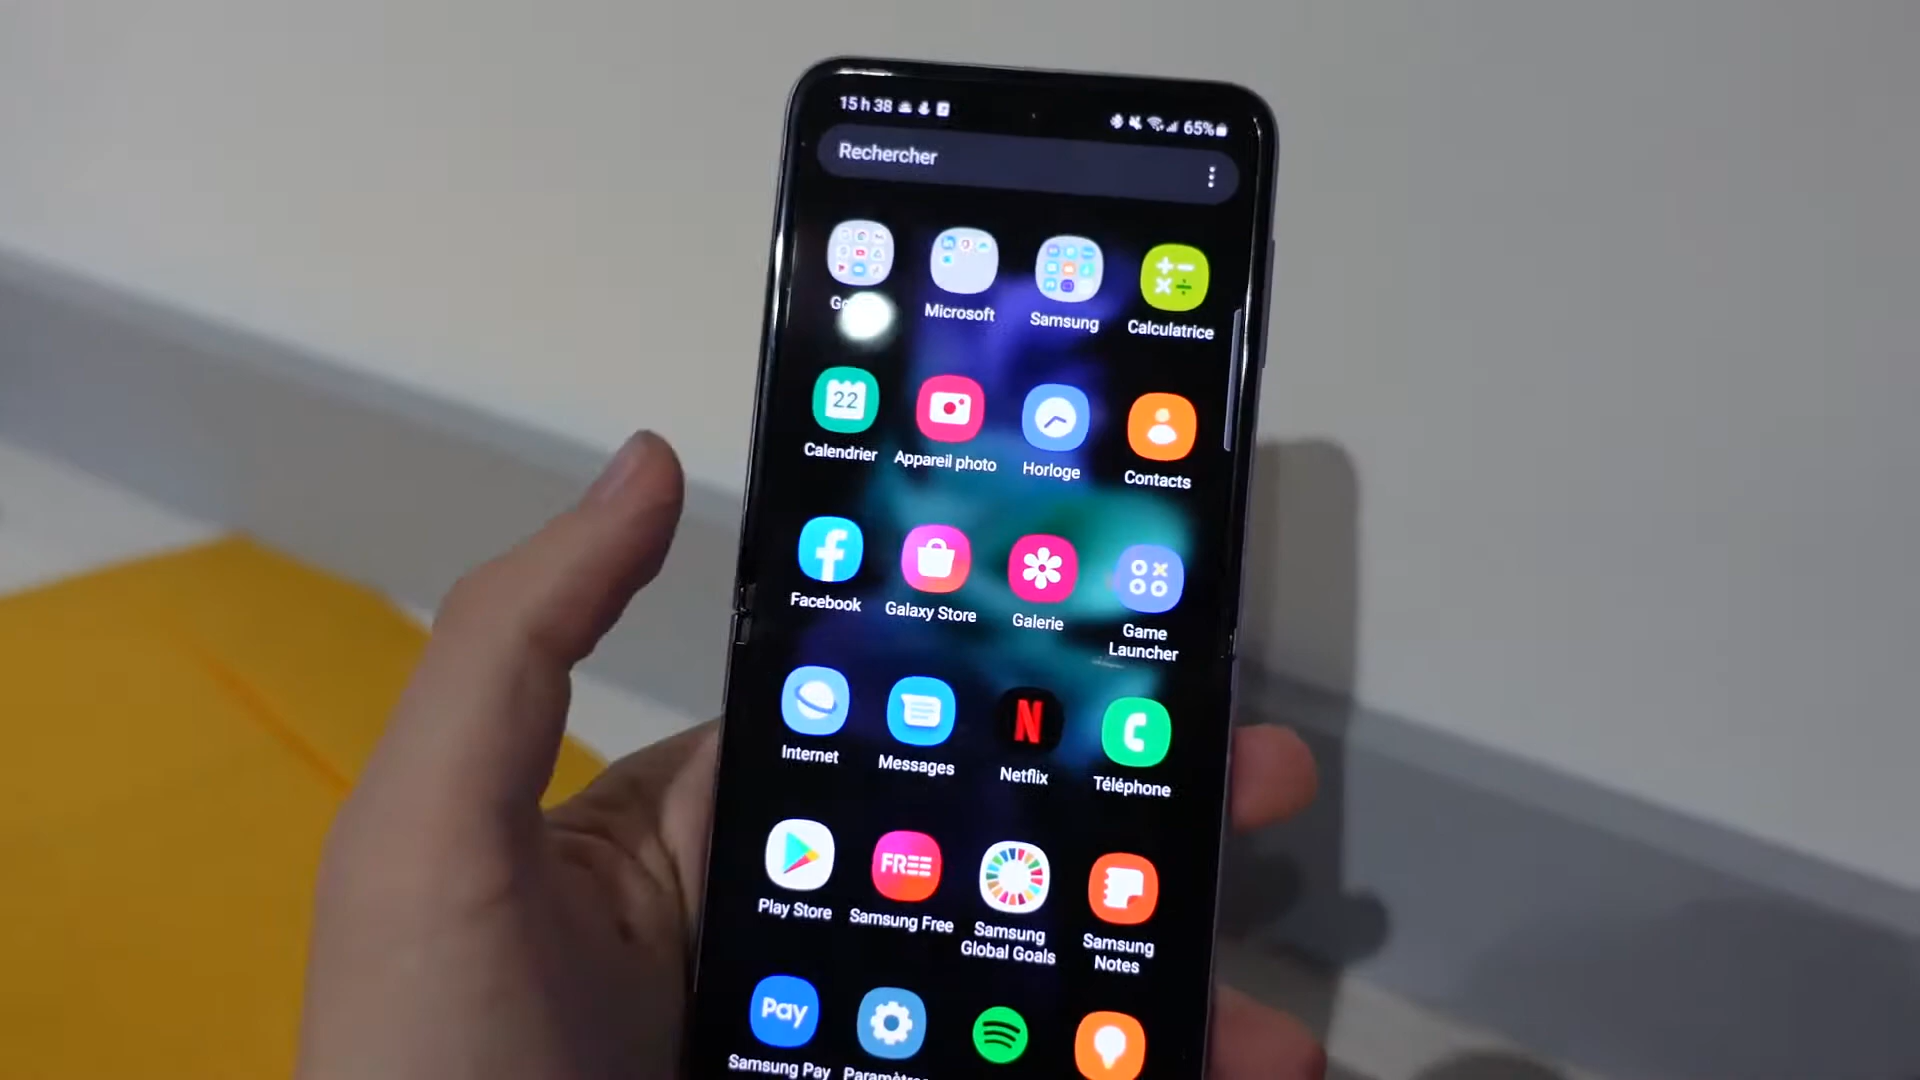 15 h 38
65%
Rechercher
Microsoft
Samsung
Calculatrice
22
Calendrier
Appareil photo
Horloge
Contacts
Facebook
Galaxy Store
Galerie
Game
Launcher
Internet
Messages
N
Netflix
Téléphone
FREE
Play Store
Samsung Free
Samsung
Global Goals
Samsung
Notes
Pay
Samsung Pay